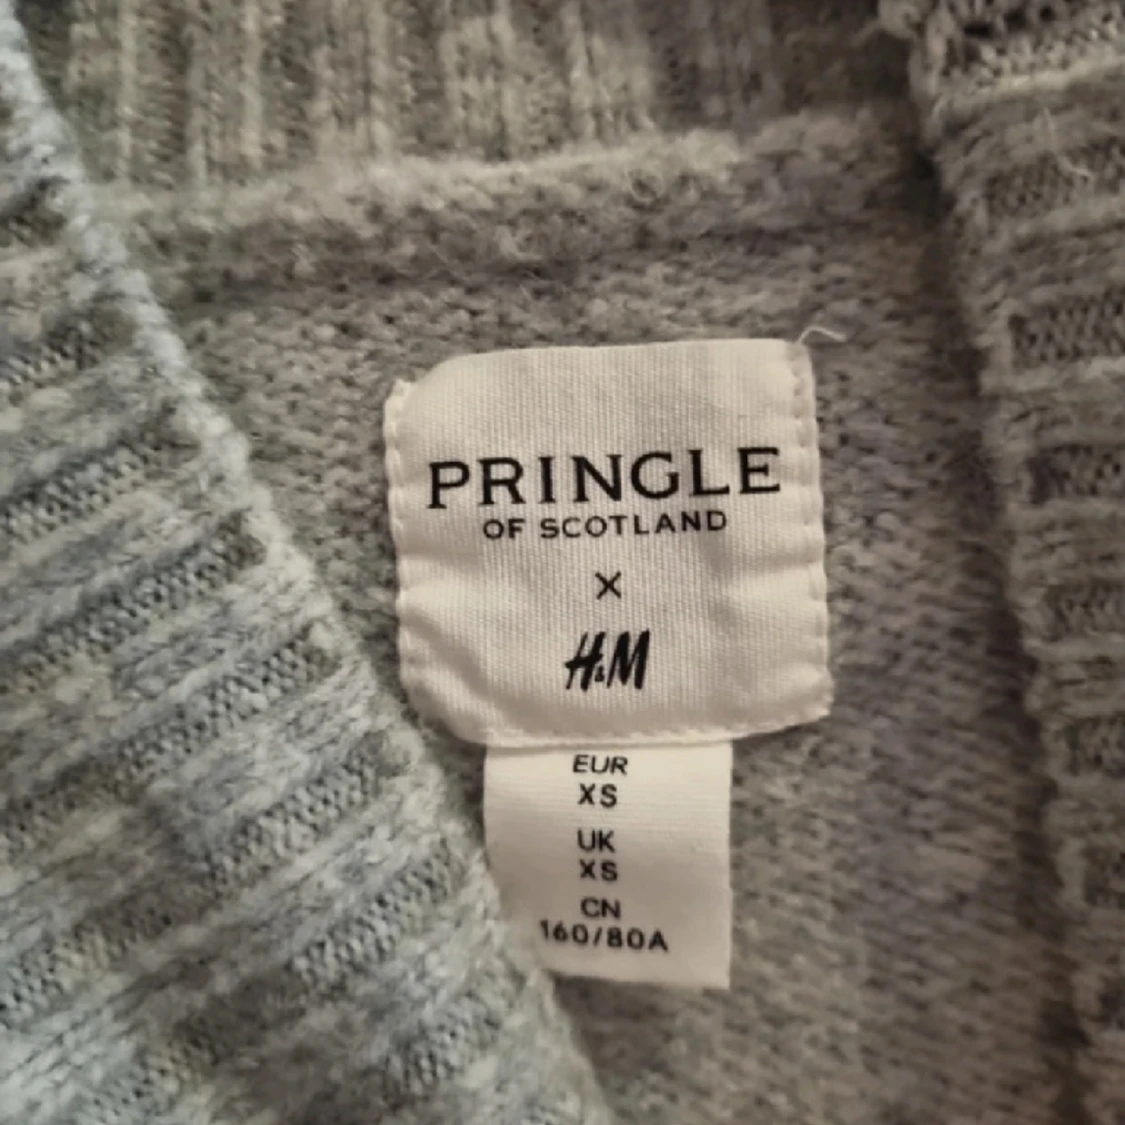 PRINGLE
OF SCOTLAND
X
H&M
EUR
XS
UK
XS
CN
160/80A